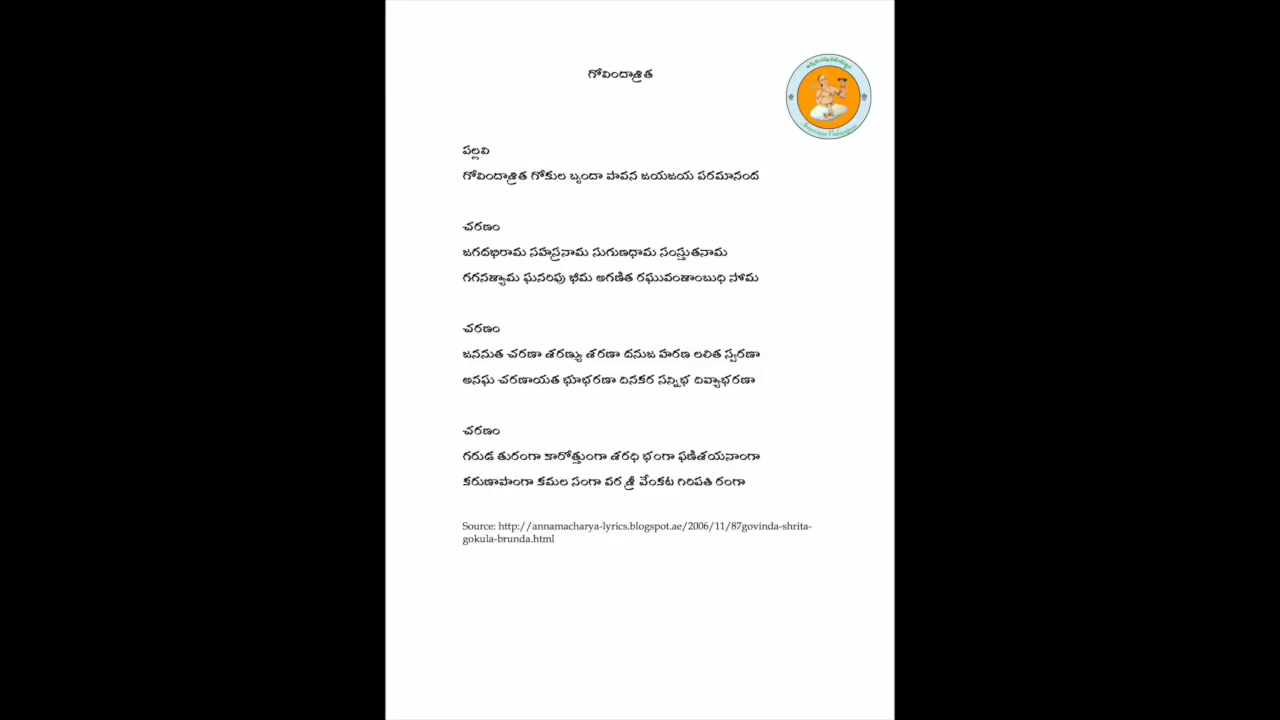 గోవిందాశ్రిత
పల్లవి
గోవిందాశ్రిత గోకుల బృందా పావన జయజయ పరమానంద
చరణం
జగదభిరామ సహస్రనామ సుగుణధామ సంస్తుతనామ
గగనశ్యామ ఘనరిపు భీమ అగణిత రఘువంశాంబుధి సోమ
చరణం
జననుత చరణా శరణ్యు శరణా దనుజ హరణ లలిత స్వరణా
అనఘ చరణాయత భూభరణా దినకర సన్నిభ దివ్యాభరణా
చరణం
గరుడ తురంగా కారోత్తుంగా శరధి భంగా ఫణిశయనాంగా
కరుణాపాంగా కమల సంగా వర శ్రీ వేంకట గిరిపతి రంగా
Source: http://annamacharya-lyrics.blogspot.ae/2006/11/87govinda-shrita-
gokula-brunda.html